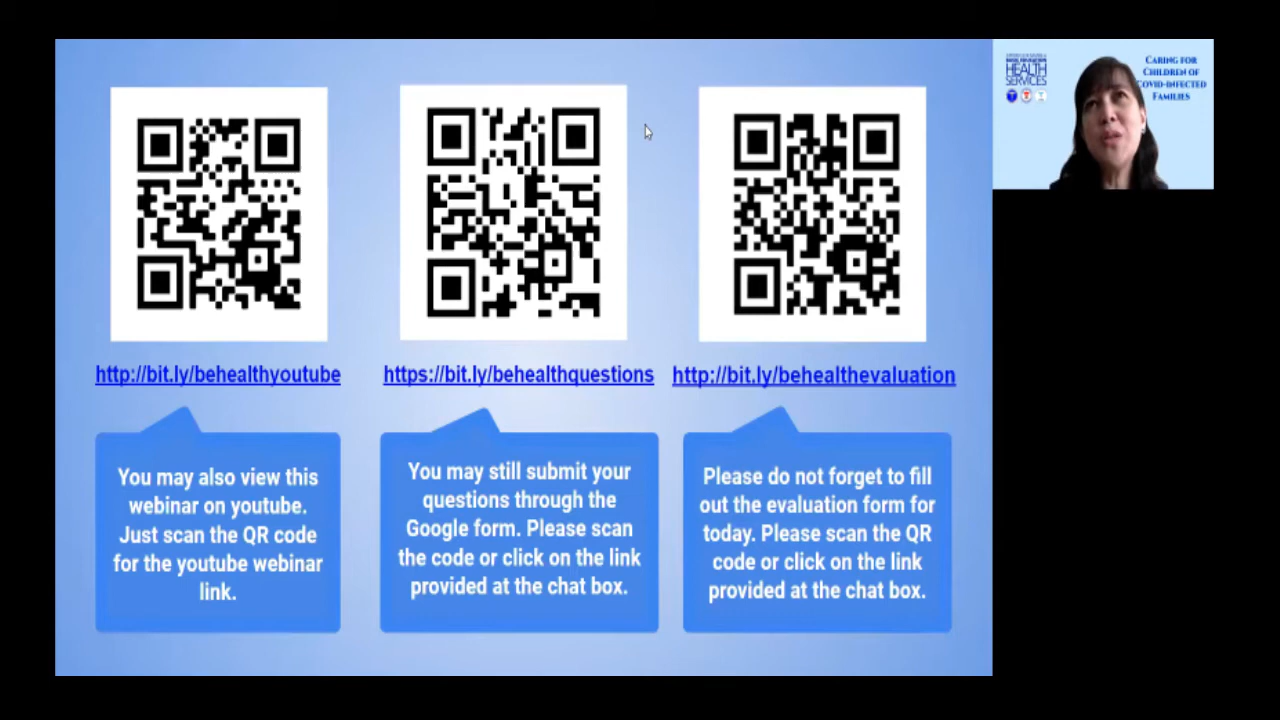 http://bit.ly/behealthyoutube
https://bit.ly/behealthquestions
http://bit.ly/behealthevaluation
You may also view this
webinar on youtube.
Just scan the QR code
for the youtube webinar
link.
You may still submit your
questions through the
Google form. Please scan
the code or click on the link
provided at the chat box.
Please do not forget to fill
out the evaluation form for
today. Please scan the QR
code or click on the link
provided at the chat box.
HEALTH
SERVICES
CARING FOR
CHILDREN OF
COVID-INFECTED
FAMILIES